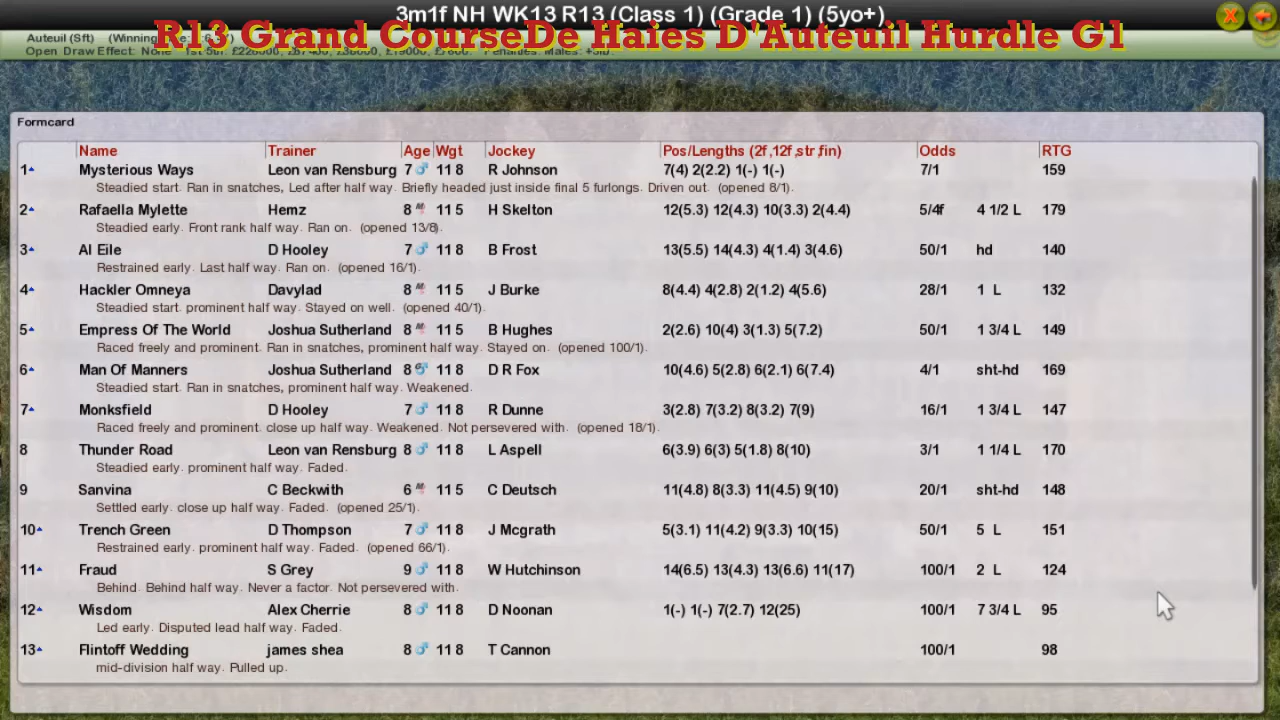 3m1f NH WK13 R13 (Class 1) (Grade 1) (5yo+)
R13 Grand Course De Haies D'Auteuil Hurdle G1
Auteuil (Sft) (Winning
Open Draw Effect: None 1st-5th:
Formcard
Name Trainer Age Wgt Jockey Pos/Lengths (2f,12f,str,fin) Odds RTG
1 Mysterious Ways Leon van Rensburg 7 11 8 R Johnson 7(4) 2(2.2) 1(-) 1(-) 7/1 159
Steadied start. Ran in snatches, Led after half way. Briefly headed just inside final 5 furlongs. Driven out. (opened 8/1).
2 Rafaella Mylette Hemz 8 11 5 H Skelton 12(5.3) 12(4.3) 10(3.3) 2(4.4) 5/4f 4 1/2 L 179
Steadied early. Front rank half way. Ran on. (opened 13/8).
3 Al Eile D Hooley 7 11 8 B Frost 13(5.5) 14(4.3) 4(1.4) 3(4.6) 50/1 hd 140
Restrained early. Last half way. Ran on. (opened 16/1).
4 Hackler Omneya Davylad 8 11 5 J Burke 8(4.4) 4(2.8) 2(1.2) 4(5.6) 28/1 1 L 132
Steadied start. prominent half way. Stayed on well. (opened 40/1).
5 Empress Of The World Joshua Sutherland 8 11 5 B Hughes 2(2.6) 10(4) 3(1.3) 5(7.2) 50/1 1 3/4 L 149
Raced freely and prominent. Ran in snatches, prominent half way. Stayed on. (opened 100/1).
6 Man Of Manners Joshua Sutherland 8 11 8 D R Fox 10(4.6) 5(2.8) 6(2.1) 6(7.4) 4/1 sht-hd 169
Steadied start. Ran in snatches, prominent half way. Weakened.
7 Monksfield D Hooley 7 11 8 R Dunne 3(2.8) 7(3.2) 8(3.2) 7(9) 16/1 1 3/4 L 147
Raced freely and prominent. close up half way. Weakened. Not persevered with. (opened 18/1).
8 Thunder Road Leon van Rensburg 8 11 8 L Aspell 6(3.9) 6(3) 5(1.8) 8(10) 3/1 1 1/4 L 170
Steadied early. prominent half way. Faded.
9 Sanvina C Beckwith 6 11 5 C Deutsch 11(4.8) 8(3.3) 11(4.5) 9(10) 20/1 sht-hd 148
Settled early. close up half way. Faded. (opened 25/1).
10 Trench Green D Thompson 7 11 8 J Mcgrath 5(3.1) 11(4.2) 9(3.3) 10(15) 50/1 5 L 151
Restrained early. prominent half way. Faded. (opened 66/1).
11 Fraud S Grey 9 11 8 W Hutchinson 14(6.5) 13(4.3) 13(6.6) 11(17) 100/1 2 L 124
Behind. Behind half way. Never a factor. Not persevered with.
12 Wisdom Alex Cherrie 8 11 8 D Noonan 1(-) 1(-) 7(2.7) 12(25) 100/1 7 3/4 L 95
Led early. Disputed lead half way. Faded.
13 Flintoff Wedding james shea 8 11 8 T Cannon 100/1 98
mid-division half way. Pulled up.